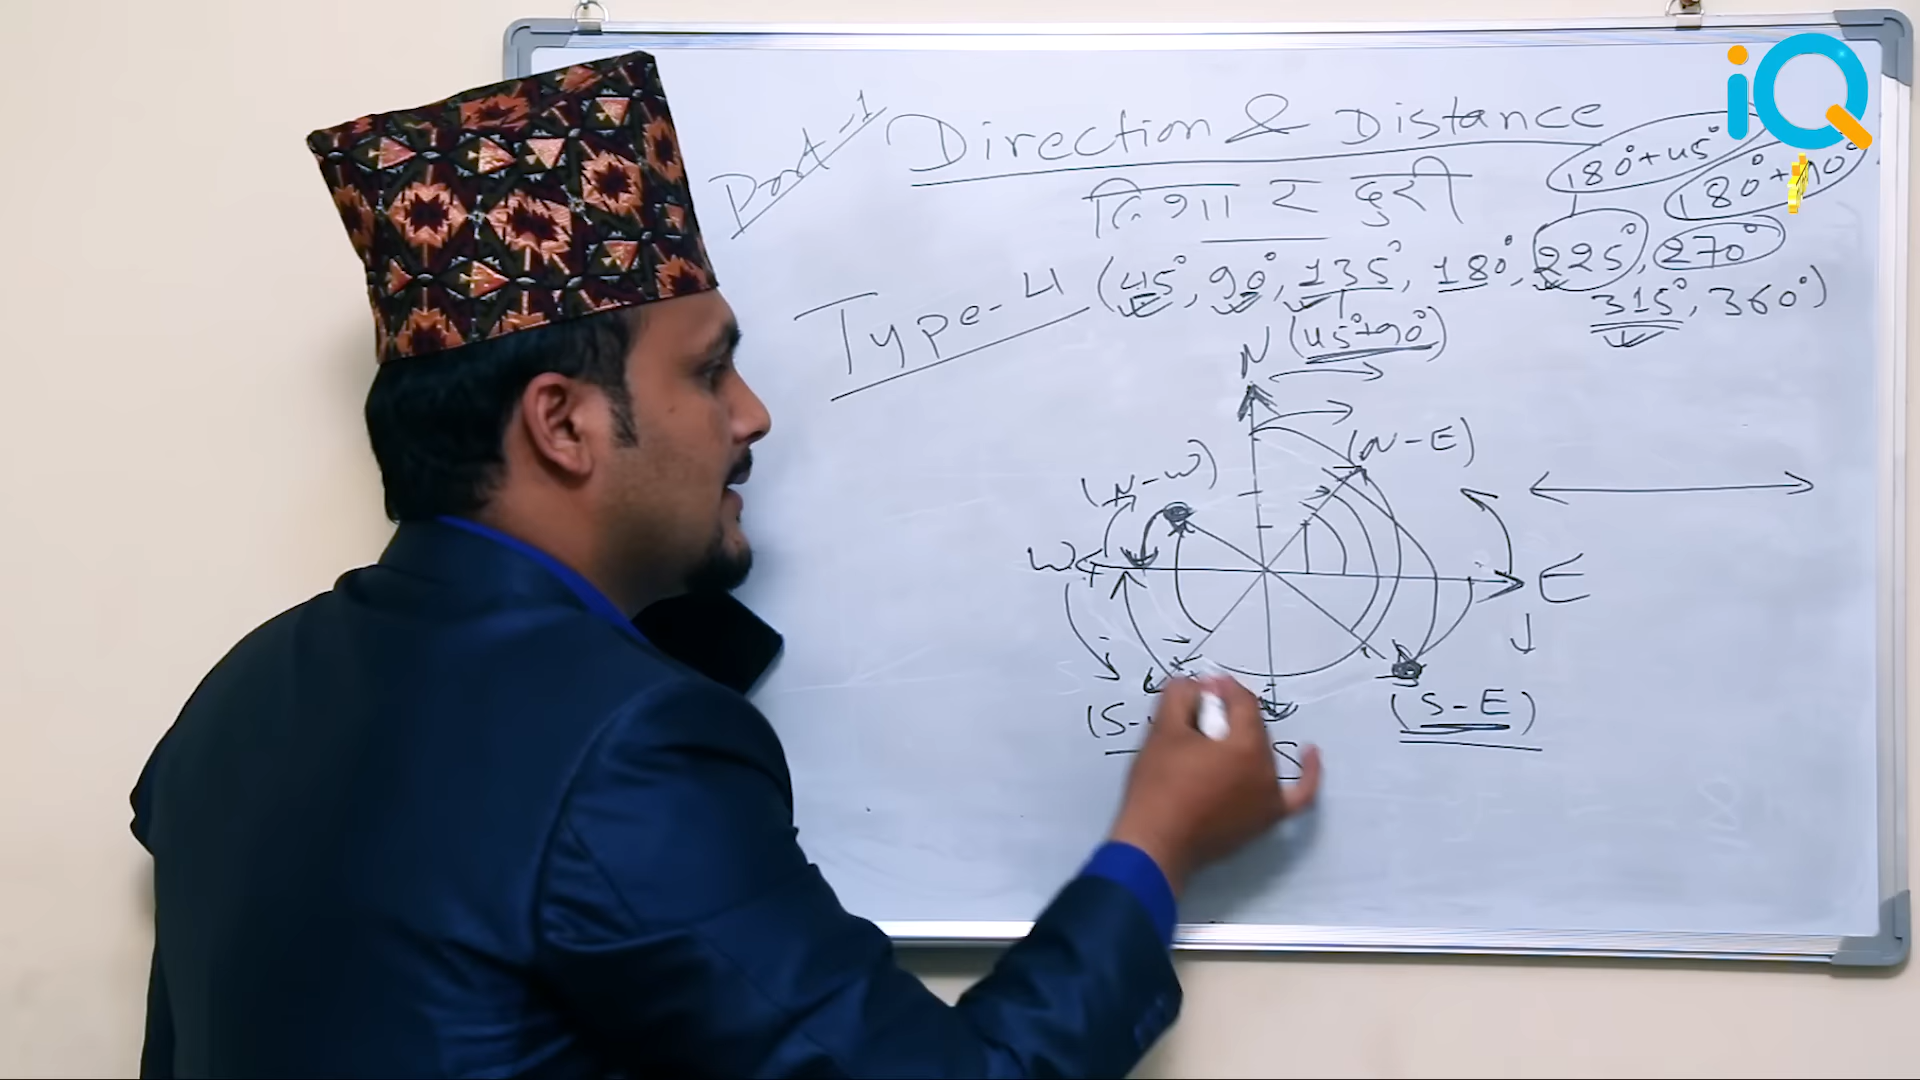 iQ
Part-1
Direction & Distance
180°+45°
180°+90°
दिशा र दुरी
Type-4 (45°, 90°, 135°, 180°, 225°, 270°
315°, 360°)
(45°+90°)
N
(N-E)
(N-W)
W
E
(S-
(S-E)
S